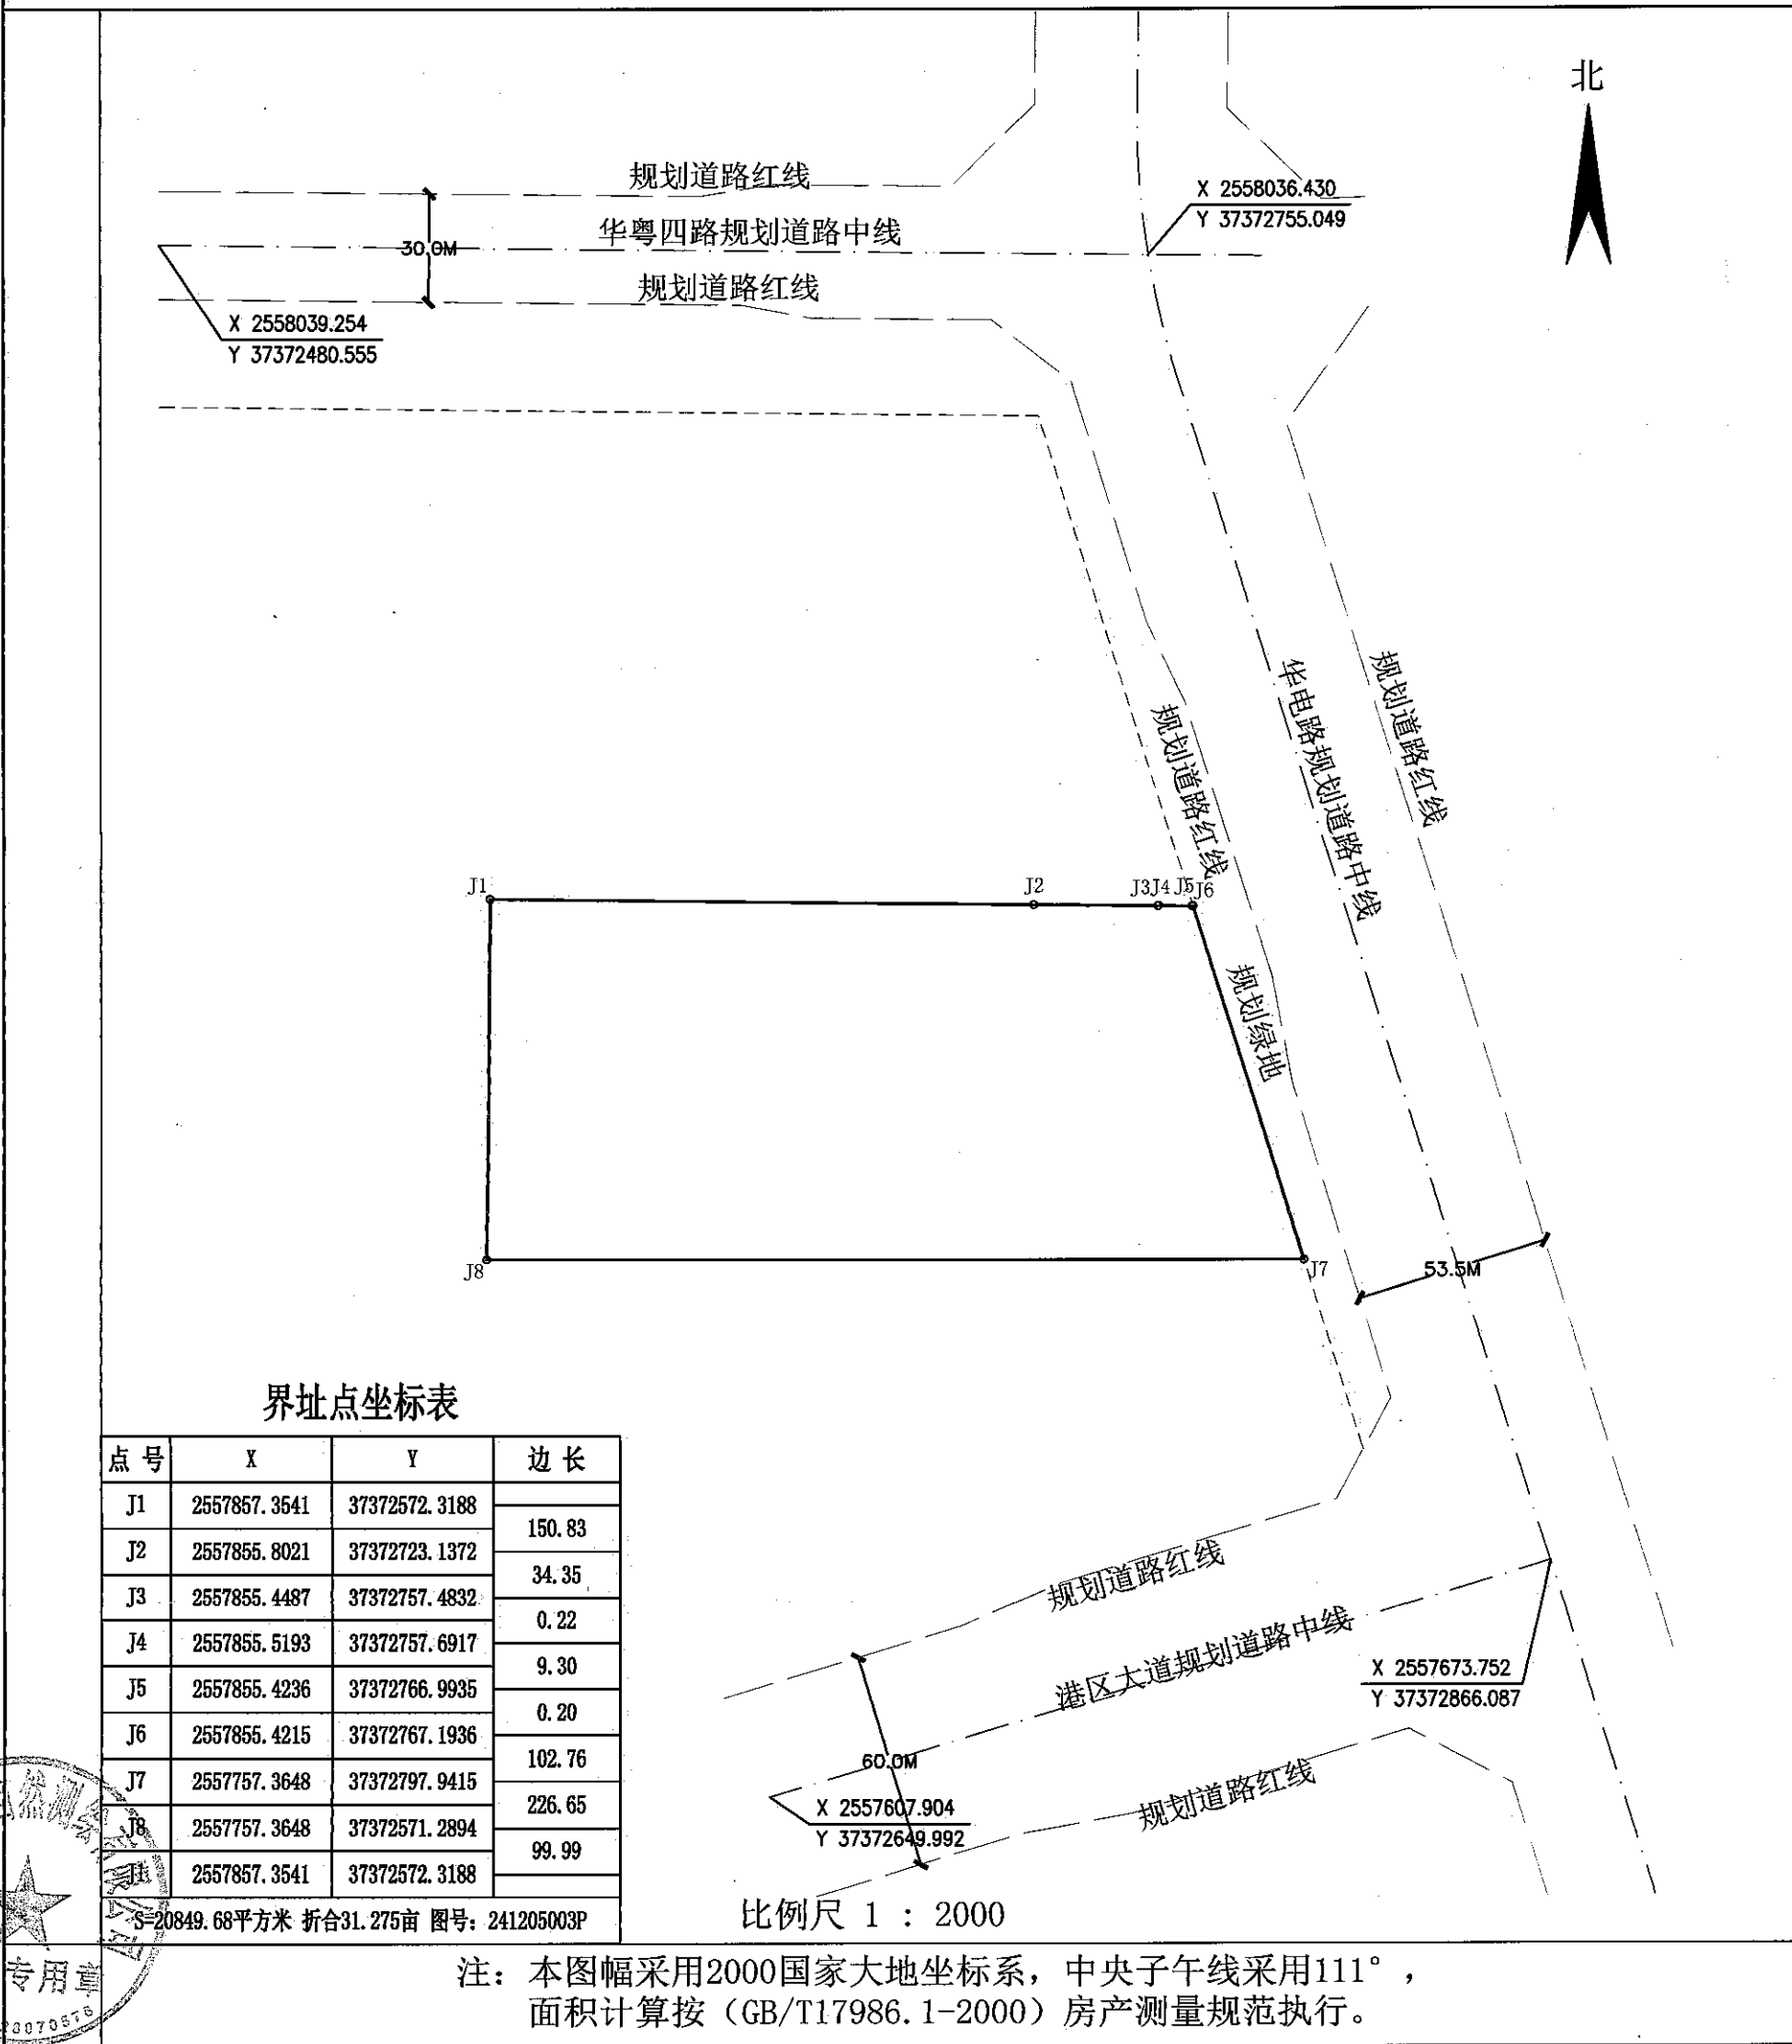 北
规划道路红线
X 2558036.430
Y 37372755.049
华粤四路规划道路中线
30.0M
规划道路红线
X 2558039.254
Y 37372480.555
规划道路红线
华电路规划道路中线
规划道路红线
J1
J2
J3J4 J5J6
规划绿地
J8
J7
53.5M
界址点坐标表
点号 X Y 边长
J1 2557857.3541 37372572.3188
150.83
J2 2557855.8021 37372723.1372
34.35
J3 2557855.4487 37372757.4832
0.22
J4 2557855.5193 37372757.6917
9.30
J5 2557855.4236 37372766.9935
0.20
J6 2557855.4215 37372767.1936
102.76
J7 2557757.3648 37372797.9415
226.65
J8 2557757.3648 37372571.2894
99.99
J1 2557857.3541 37372572.3188
S=20849.68平方米 折合31.275亩 图号：241205003P
规划道路红线
港区大道规划道路中线
X 2557673.752
Y 37372866.087
60.0M
规划道路红线
X 2557607.904
Y 37372649.992
比例尺 1 : 2000
专用章
注：本图幅采用2000国家大地坐标系，中央子午线采用111°，
面积计算按（GB/T17986.1-2000）房产测量规范执行。